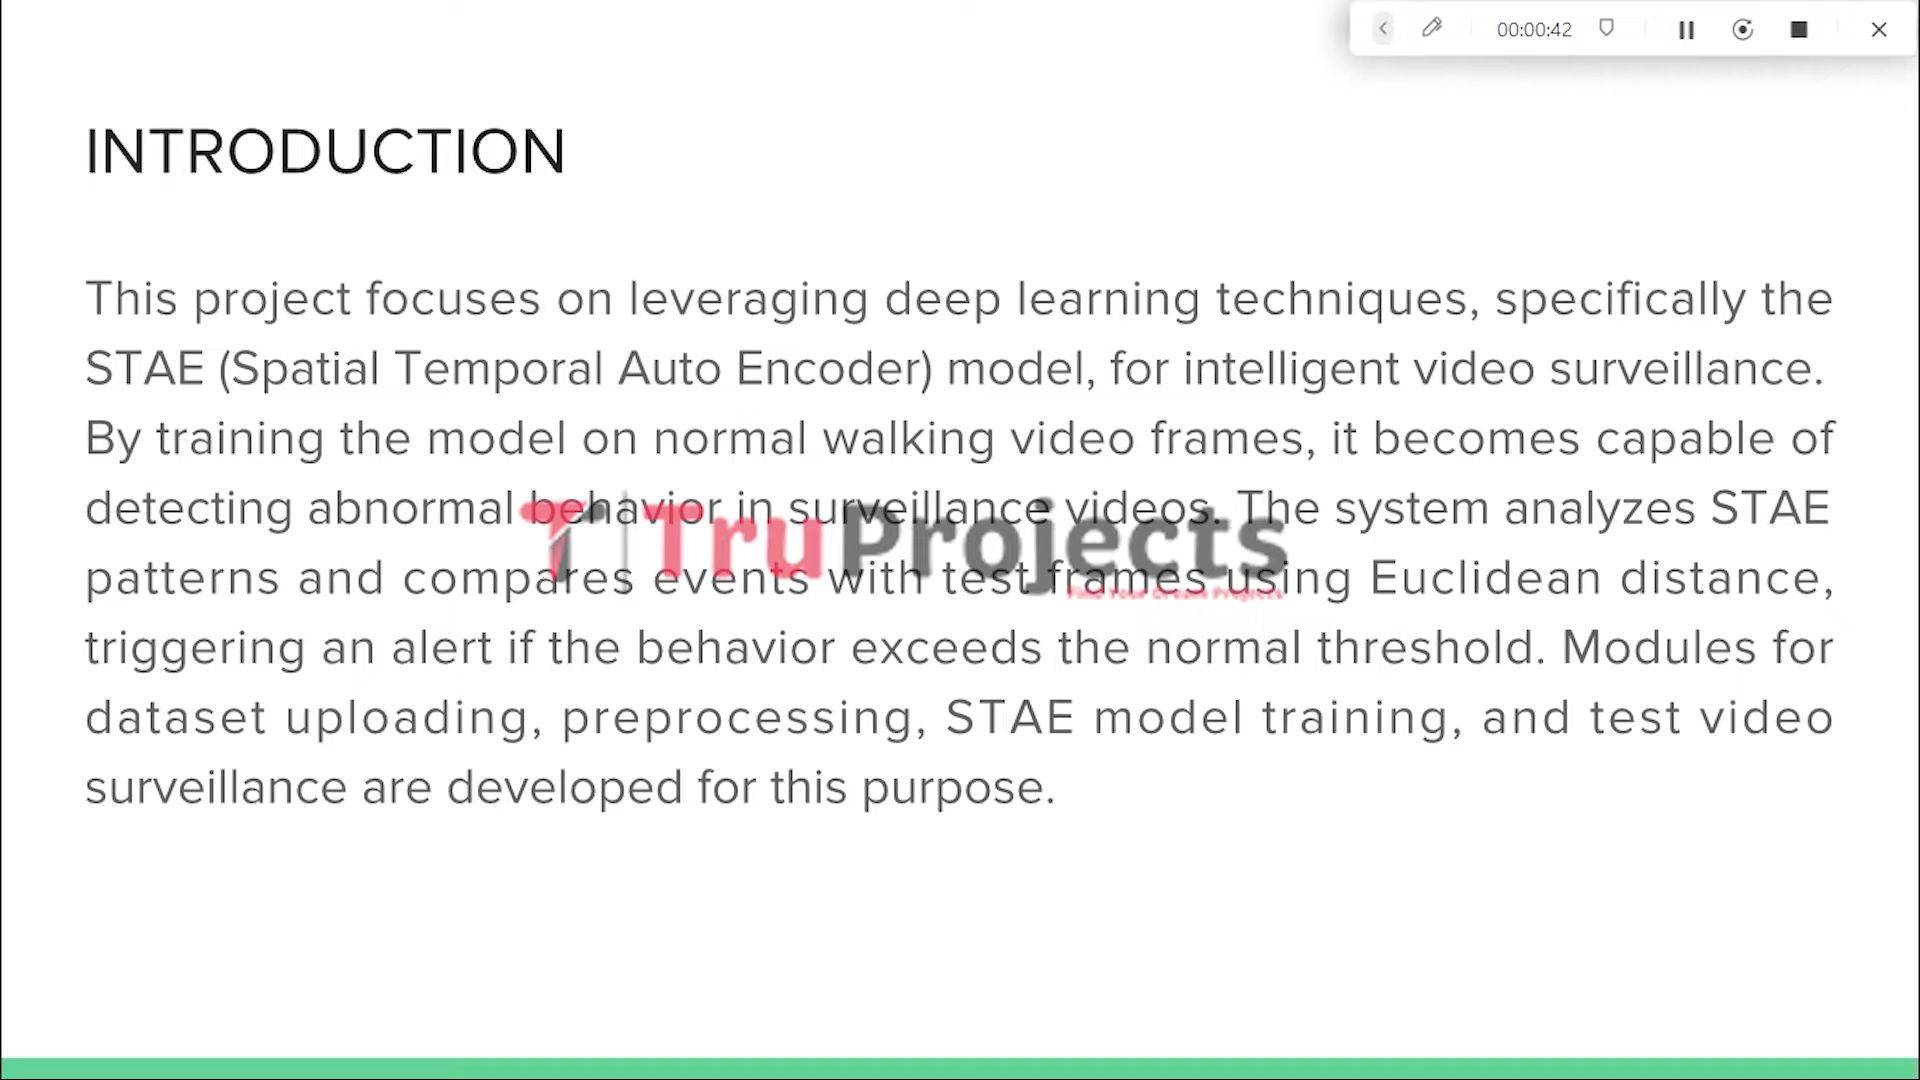 00:00:42
INTRODUCTION
This project focuses on leveraging deep learning techniques, specifically the
STAE (Spatial Temporal Auto Encoder) model, for intelligent video surveillance.
By training the model on normal walking video frames, it becomes capable of
detecting abnormal behavior in surveillance videos. The system analyzes STAE
patterns and compares events with test frames using Euclidean distance,
triggering an alert if the behavior exceeds the normal threshold. Modules for
dataset uploading, preprocessing, STAE model training, and test video
surveillance are developed for this purpose.
T | TruProjects
Find Your Dream Projects